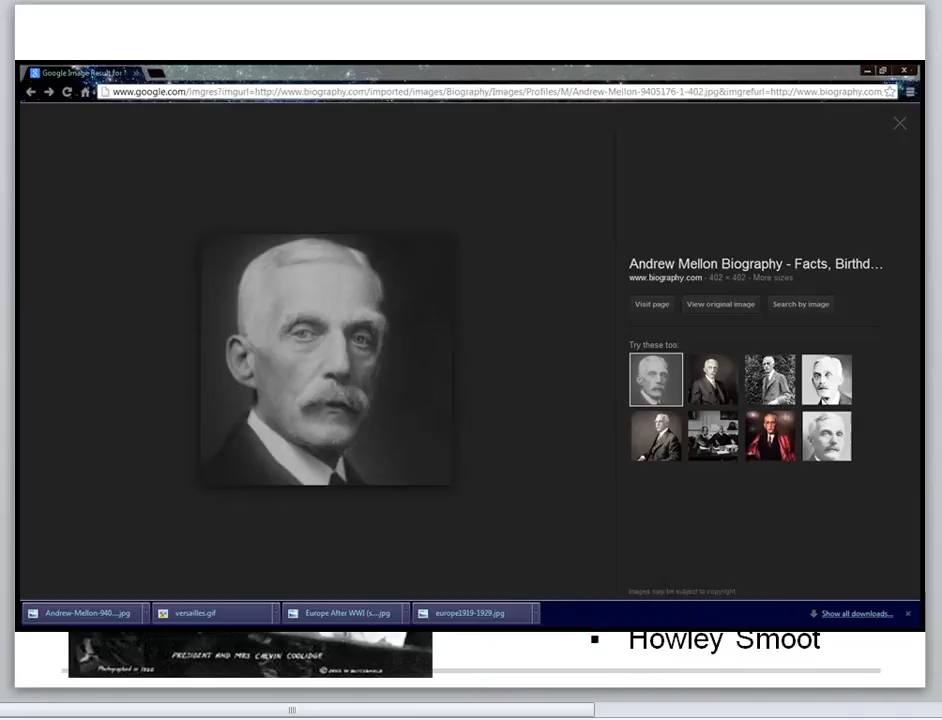 Google Image Result for
www.google.com/imgres?imgurl=http://www.biography.com/imported/images/Biography/Images/Profiles/M/Andrew-Mellon-9405176-1-402.jpg&imgrefurl=http://www.biography.com
Andrew Mellon Biography - Facts, Birthd...
www.biography.com - 402 × 402 - More sizes
Visit page View original image Search by image
Try these too:
Images may be subject to copyright.
Andrew-Mellon-940....jpg versailles.gif Europe After WWI (s....jpg europe1919-1929.jpg Show all downloads...
▪ Howley Smoot
PRESIDENT AND MRS CALVIN COOLIDGE
Photographed in